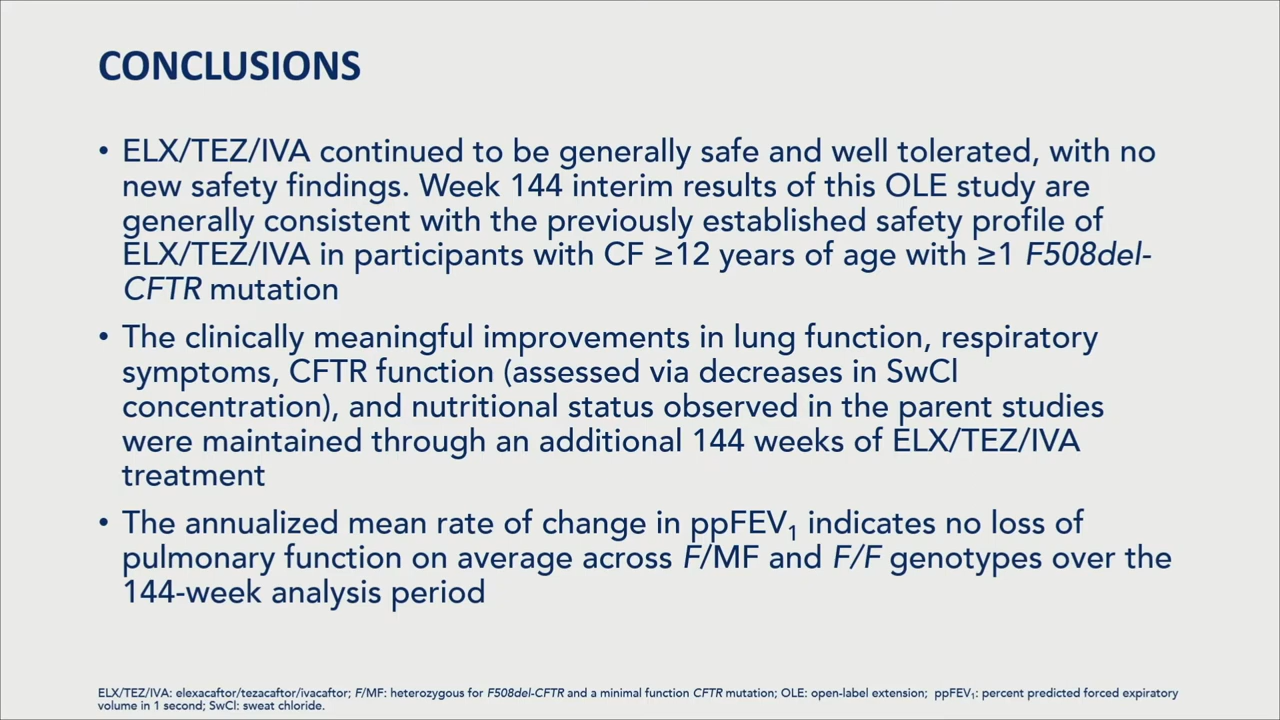 CONCLUSIONS
• ELX/TEZ/IVA continued to be generally safe and well tolerated, with no
new safety findings. Week 144 interim results of this OLE study are
generally consistent with the previously established safety profile of
ELX/TEZ/IVA in participants with CF ≥12 years of age with ≥1 F508del-
CFTR mutation
• The clinically meaningful improvements in lung function, respiratory
symptoms, CFTR function (assessed via decreases in SwCl
concentration), and nutritional status observed in the parent studies
were maintained through an additional 144 weeks of ELX/TEZ/IVA
treatment
• The annualized mean rate of change in ppFEV₁ indicates no loss of
pulmonary function on average across F/MF and F/F genotypes over the
144-week analysis period
ELX/TEZ/IVA: elexacaftor/tezacaftor/ivacaftor; F/MF: heterozygous for F508del-CFTR and a minimal function CFTR mutation; OLE: open-label extension; ppFEV₁: percent predicted forced expiratory
volume in 1 second; SwCl: sweat chloride.